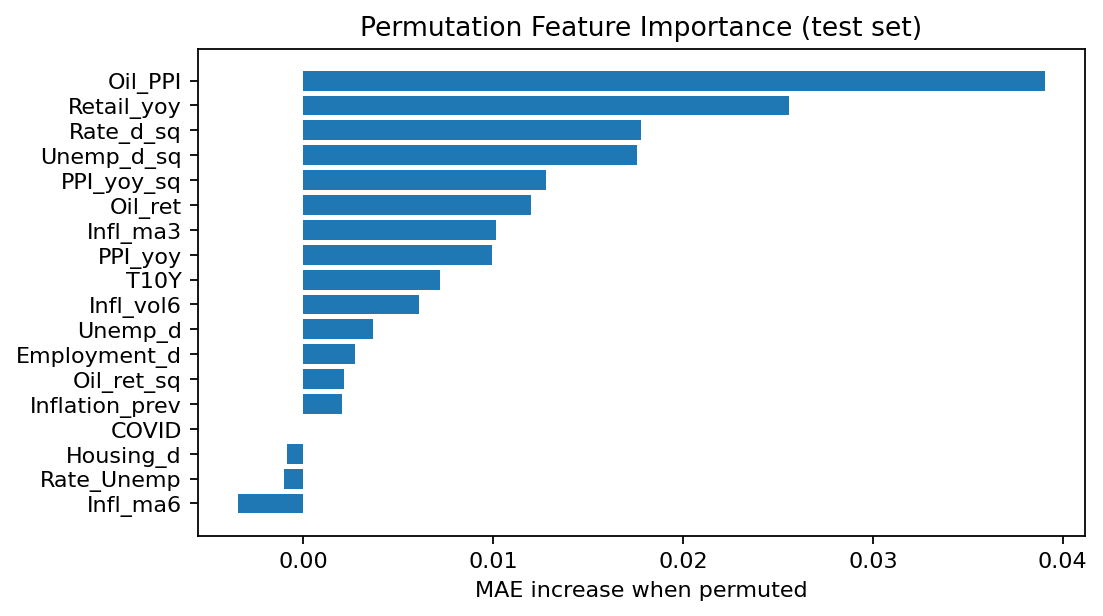 Permutation Feature Importance (test set)
Oil_PPI
Retail_yoy
Rate_d_sq
Unemp_d_sq
PPI_yoy_sq
Oil_ret
Infl_ma3
PPI_yoy
T10Y
Infl_vol6
Unemp_d
Employment_d
Oil_ret_sq
Inflation_prev
COVID
Housing_d
Rate_Unemp
Infl_ma6
0.00 0.01 0.02 0.03 0.04
MAE increase when permuted